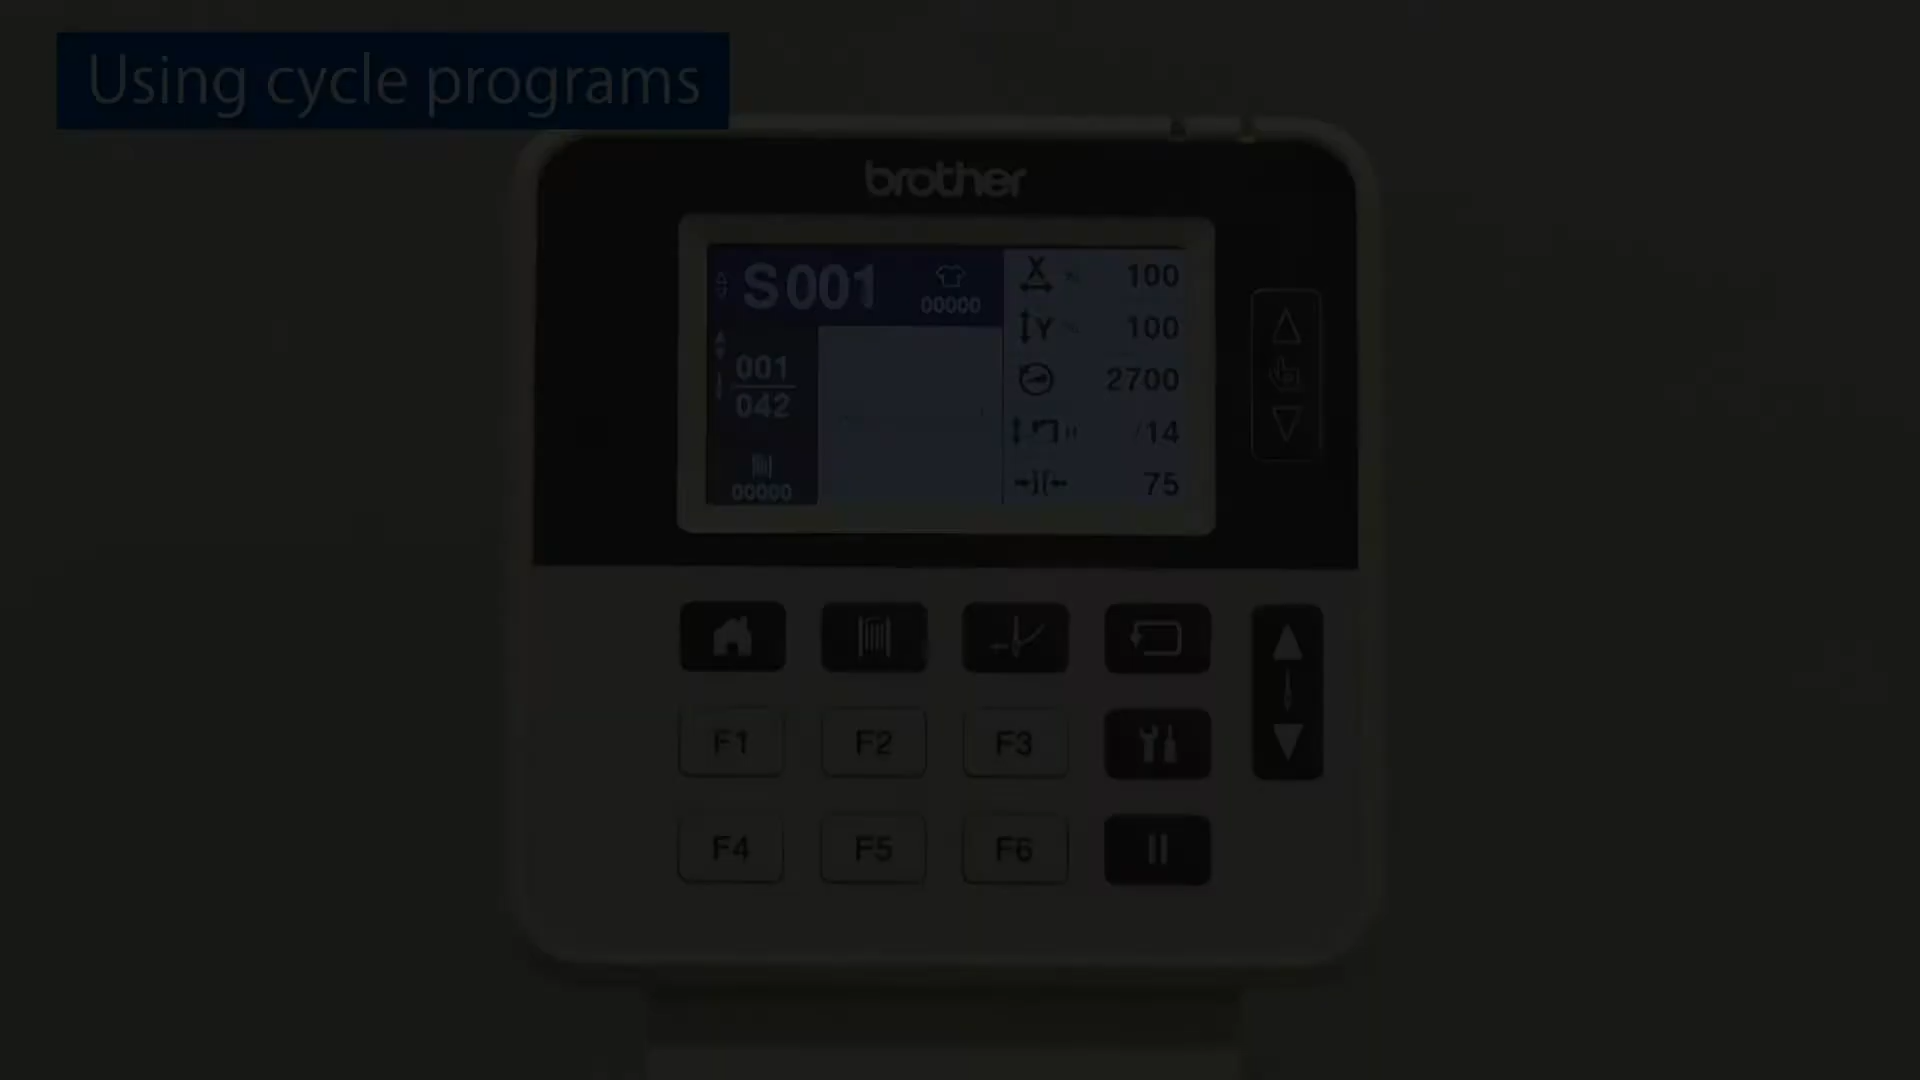 Using cycle programs
brother
S001
00000
001
042
00000
X % 100
Y % 100
2700
14
75
F1 F2 F3
F4 F5 F6